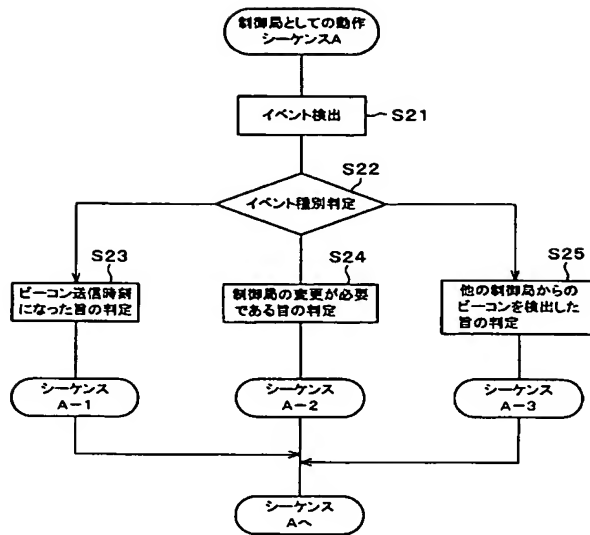 制御局としての動作
シーケンスA
イベント検出
S21
S22
イベント種別判定
S23
ビーコン送信時刻
になった旨の判定
S24
制御局の変更が必要
である旨の判定
S25
他の制御局からの
ビーコンを検出した
旨の判定
シーケンス
A-1
シーケンス
A-2
シーケンス
A-3
シーケンス
Aへ